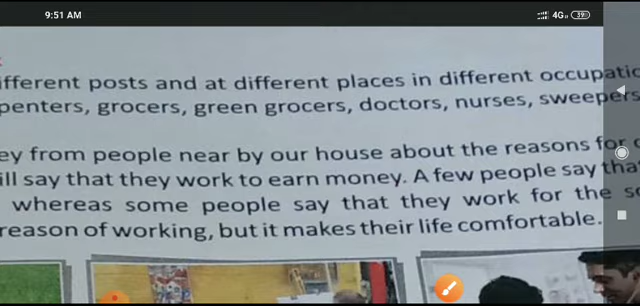 9:51 AM 4G 39
ifferent posts and at different places in different occupatio
penters, grocers, green grocers, doctors, nurses, sweepers
ey from people near by our house about the reasons for
ill say that they work to earn money. A few people say tha
whereas some people say that they work for the
reason of working, but it makes their life comfortable.